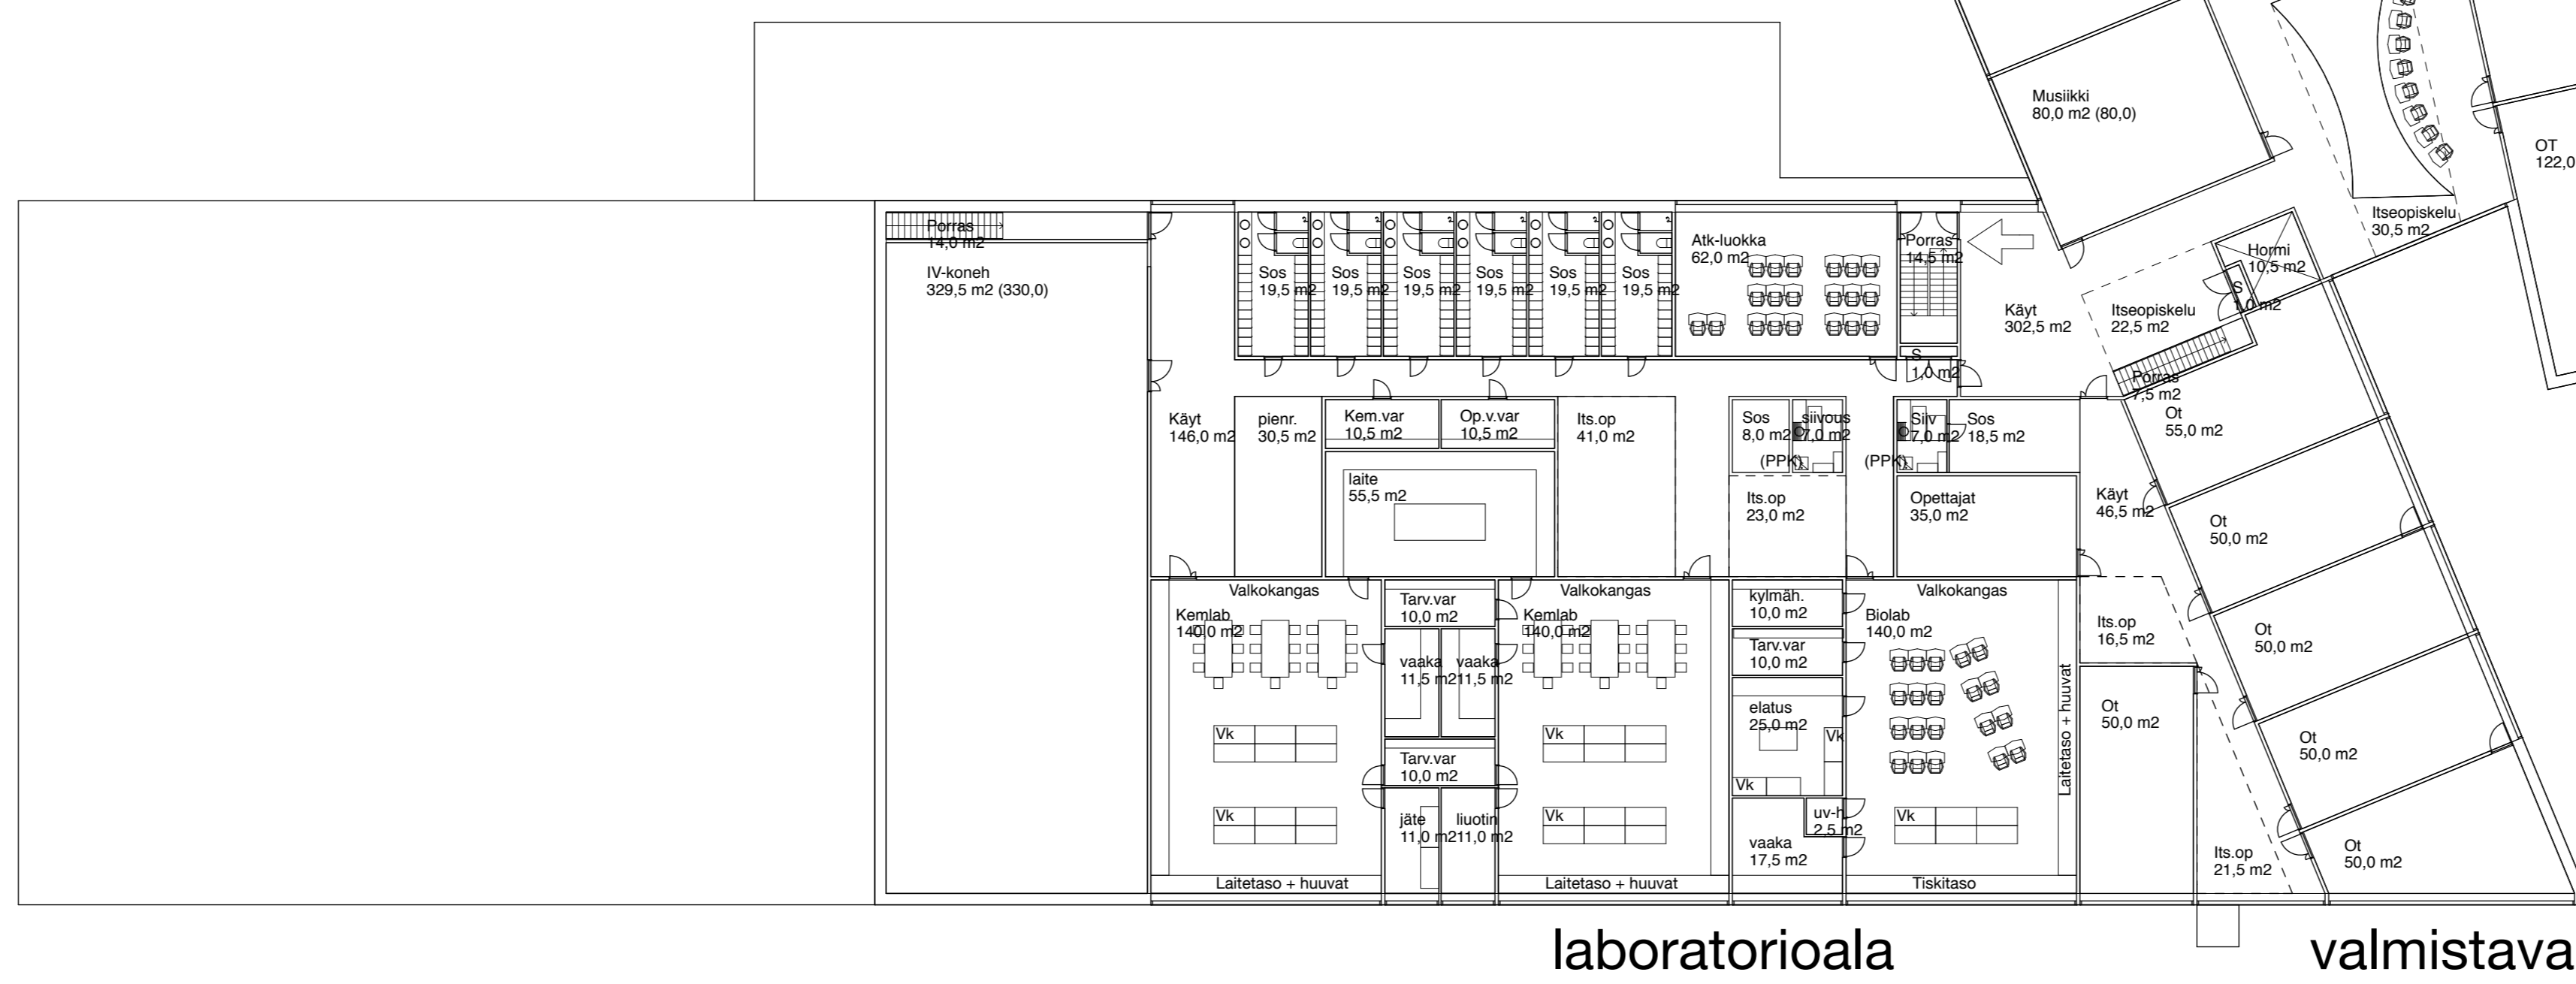 Musiikki
80,0 m2 (80,0)
OT
122,0
Itseopiskelu
30,5 m2
Porras
14,0 m2
IV-koneh
329,5 m2 (330,0)
Sos
19,5 m2
Sos
19,5 m2
Sos
19,5 m2
Sos
19,5 m2
Sos
19,5 m2
Sos
19,5 m2
Atk-luokka
62,0 m2
Porras
14,5 m2
Hormi
10,5 m2
S
1,0 m2
Käyt
302,5 m2
Itseopiskelu
22,5 m2
S
1,0 m2
Porras
7,5 m2
Käyt
146,0 m2
pienr.
30,5 m2
Kem.var
10,5 m2
Op.v.var
10,5 m2
Its.op
41,0 m2
Sos
8,0 m2
siivous
7,0 m2
(PPK)
(PPK)
Siiv
7,0 m2
Sos
18,5 m2
Ot
55,0 m2
laite
55,5 m2
Its.op
23,0 m2
Opettajat
35,0 m2
Käyt
46,5 m2
Ot
50,0 m2
Valkokangas
Kemlab
140,0 m2
Tarv.var
10,0 m2
Valkokangas
Kemlab
140,0 m2
kylmäh.
10,0 m2
Valkokangas
Biolab
140,0 m2
Its.op
16,5 m2
Ot
50,0 m2
vaaka
11,5 m2
vaaka
11,5 m2
Tarv.var
10,0 m2
Laitetaso + huuvat
elatus
25,0 m2
Vk
Vk
Ot
50,0 m2
Ot
50,0 m2
Vk
Tarv.var
10,0 m2
Vk
Vk
jäte
11,0 m2
liuotin
11,0 m2
Vk
uv-h
2,5 m2
vaaka
17,5 m2
Vk
Its.op
21,5 m2
Ot
50,0 m2
Laitetaso + huuvat
Laitetaso + huuvat
Tiskitaso
laboratorioala
valmistava